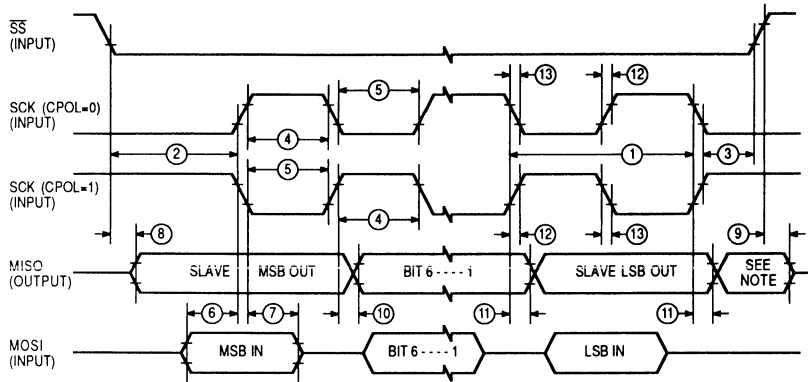 SS
(INPUT)
13
12
5
SCK (CPOL=0)
(INPUT)
4
2
1
3
5
SCK (CPOL=1)
(INPUT)
4
8
12
13
9
MISO
(OUTPUT)
SLAVE
MSB OUT
BIT 6 - - - - 1
SLAVE LSB OUT
SEE
NOTE
6
7
10
11
11
MOSI
(INPUT)
MSB IN
BIT 6 - - - - 1
LSB IN